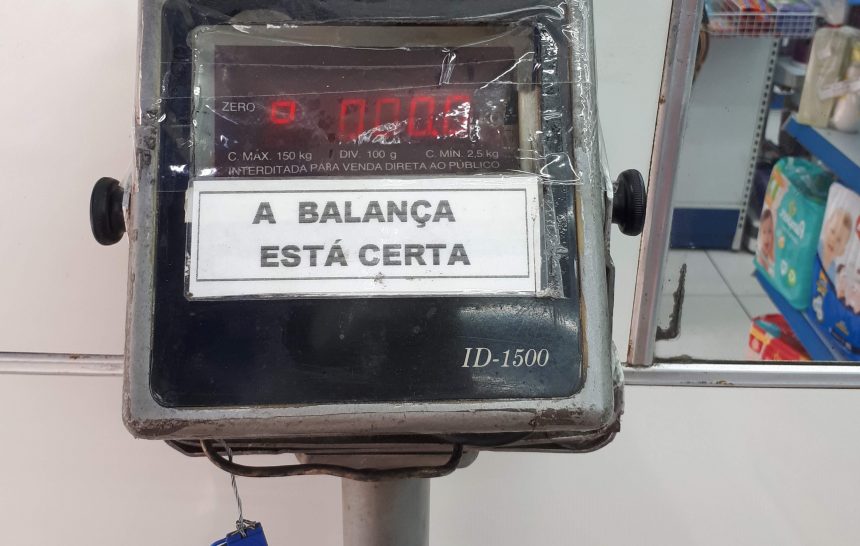 ZERO 000.0
C. MÁX. 150 kg DIV. 100 g C. MIN. 2,5 kg
INTERDITADA PARA VENDA DIRETA AO PÚBLICO
A BALANÇA
ESTÁ CERTA
ID-1500